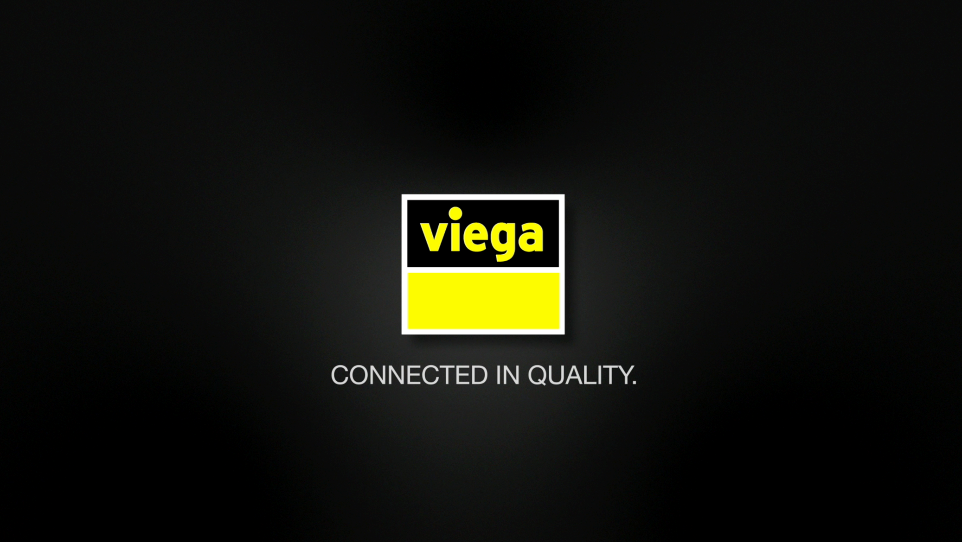 viega
CONNECTED IN QUALITY.